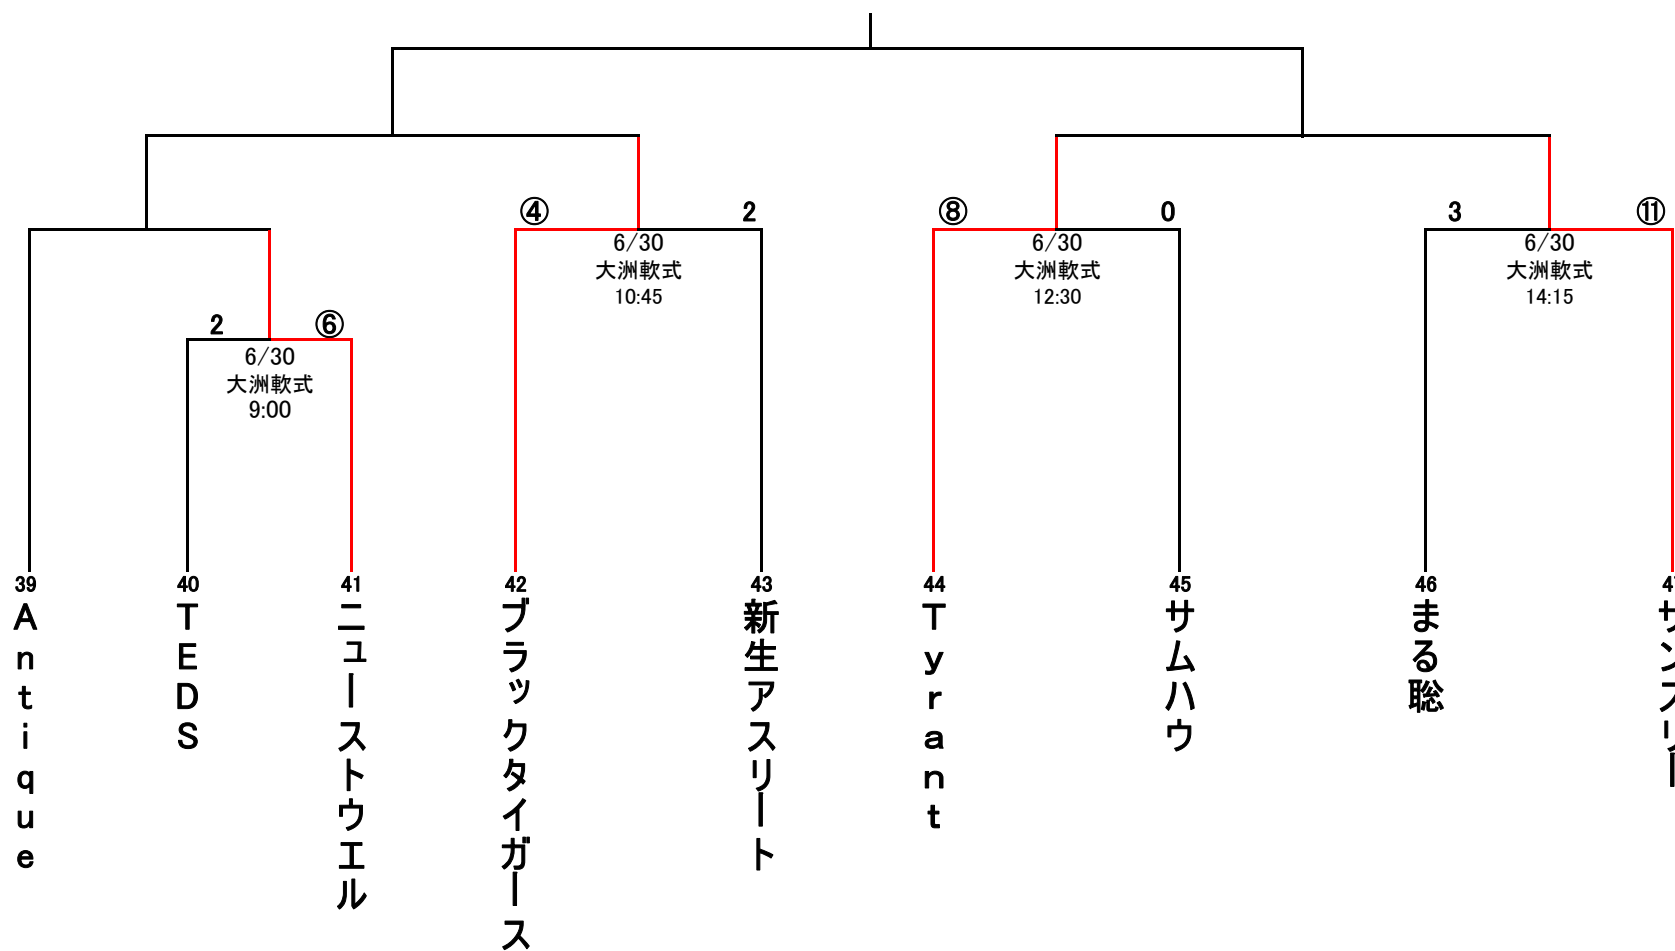 ④
2
⑧
0
3
⑪
6/30
大洲軟式
10:45
6/30
大洲軟式
12:30
6/30
大洲軟式
14:15
2
⑥
6/30
大洲軟式
9:00
39
Antique
40
TEDS
41
ニューストウエル
42
ブラックタイガース
43
新生アスリート
44
Tyrant
45
サムハウ
46
まる聡